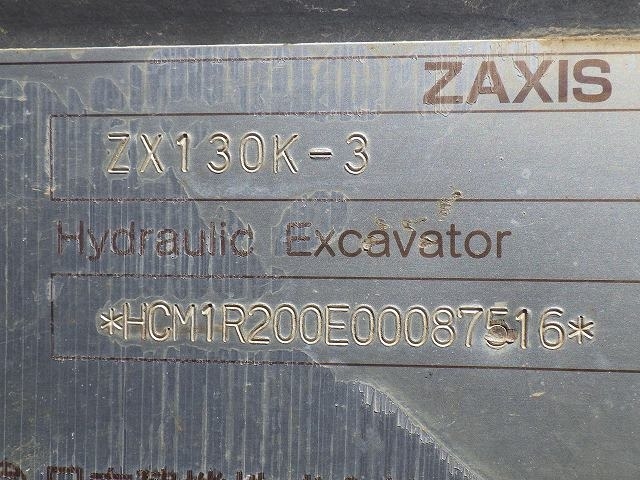 ZAXIS
ZX130K-3
Hydraulic Excavator
*HCM1R200E00087516*